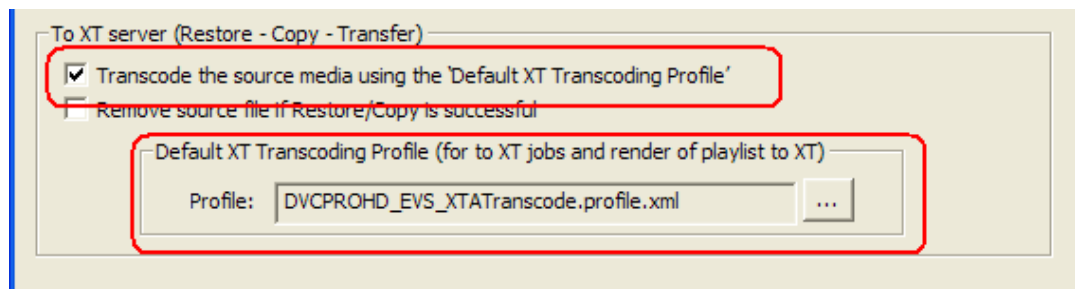 To XT server (Restore - Copy - Transfer)
Transcode the source media using the 'Default XT Transcoding Profile’
Remove source file if Restore/Copy is successful
Default XT Transcoding Profile (for to XT jobs and render of playlist to XT)
Profile: DVCPROHD_EVS_XTATranscode.profile.xml ...